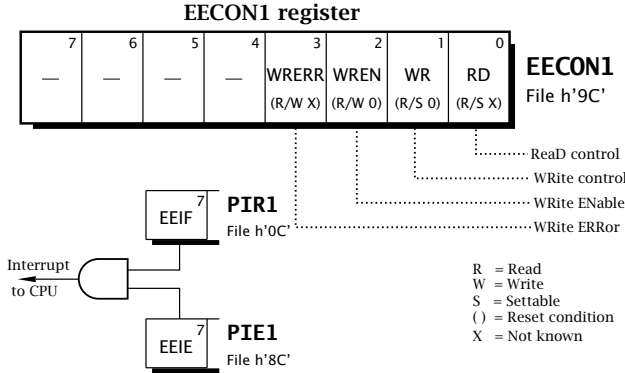 EECON1 register
7 6 5 4 3 2 1 0
— — — — WRERR WREN WR RD
(R/W X) (R/W 0) (R/S 0) (R/S X)
EECON1
File h'9C'
ReaD control
WRite control
WRite ENable
WRite ERRor
7
EEIF
PIR1
File h'0C'
Interrupt
to CPU
7
EEIE
PIE1
File h'8C'
R = Read
W = Write
S = Settable
( ) = Reset condition
X = Not known